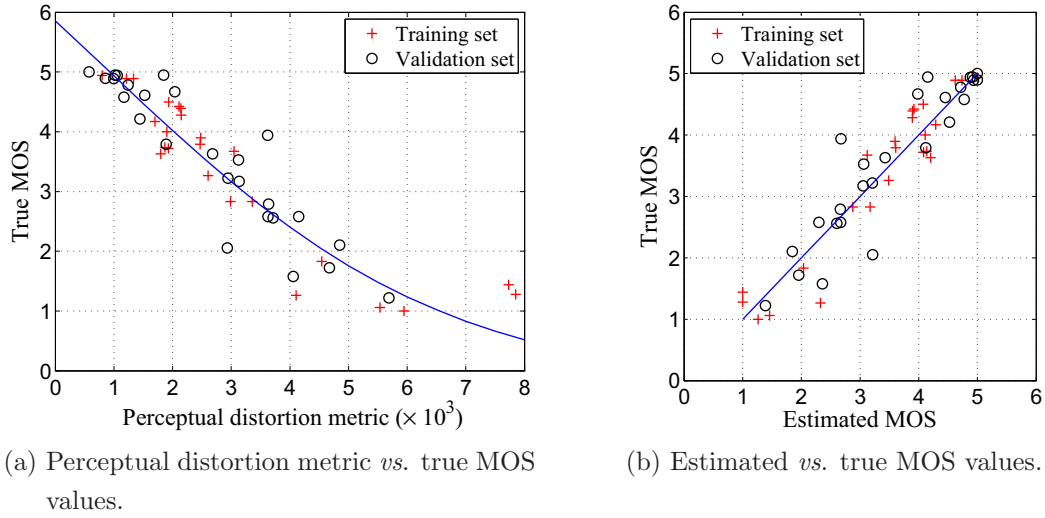 6
5
4
3
2
1
0
True MOS
Training set
Validation set
0 1 2 3 4 5 6 7 8
Perceptual distortion metric (× 10³)
(a) Perceptual distortion metric vs. true MOS
values.
6
5
4
3
2
1
0
True MOS
Training set
Validation set
0 1 2 3 4 5 6
Estimated MOS
(b) Estimated vs. true MOS values.